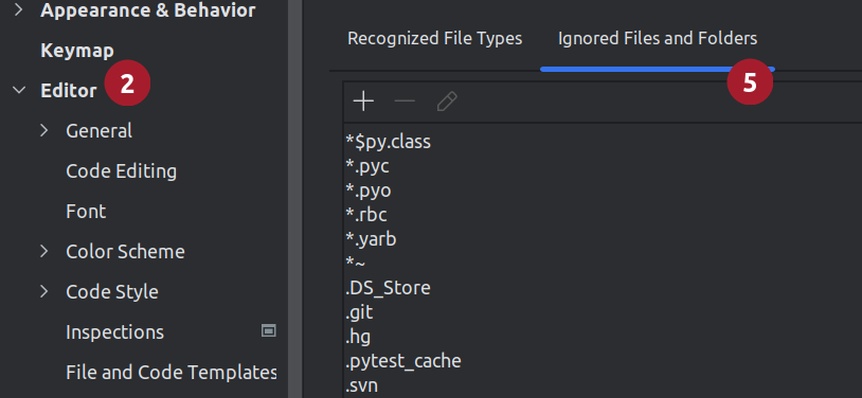 Appearance & Behavior
Keymap
Editor
2
General
Code Editing
Font
Color Scheme
Code Style
Inspections
File and Code Templates
Recognized File Types
Ignored Files and Folders
5
*$py.class
*.pyc
*.pyo
*.rbc
*.yarb
*~
.DS_Store
.git
.hg
.pytest_cache
.svn